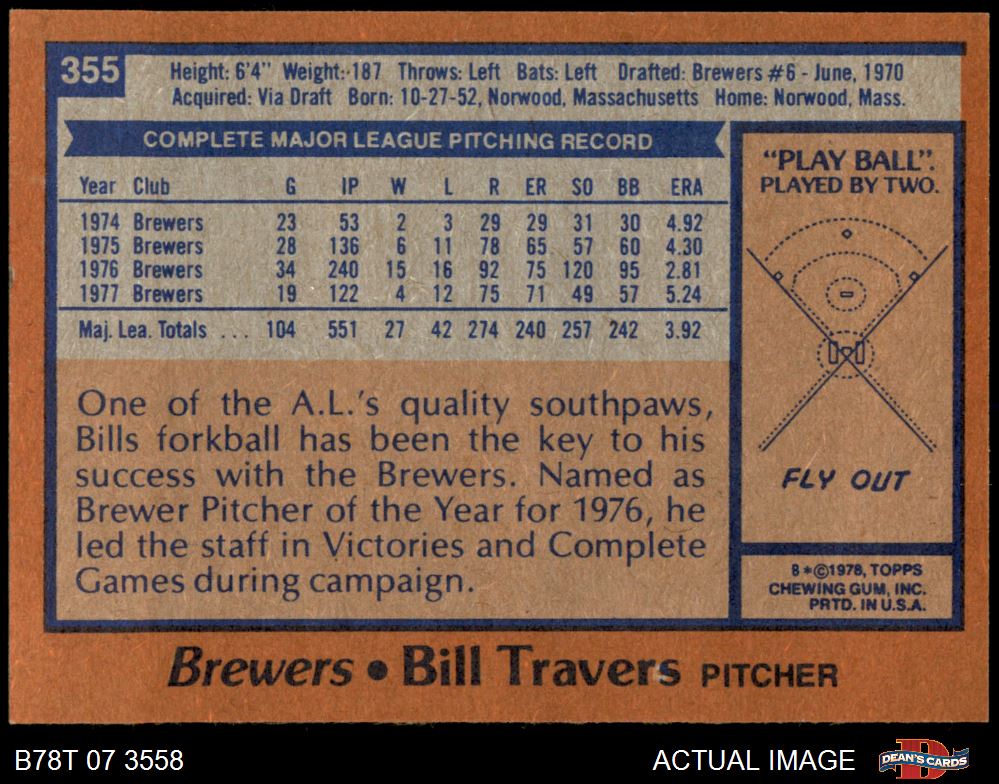 355
Height: 6'4" Weight: 187 Throws: Left Bats: Left Drafted: Brewers #6 - June, 1970
Acquired: Via Draft Born: 10-27-52, Norwood, Massachusetts Home: Norwood, Mass.
COMPLETE MAJOR LEAGUE PITCHING RECORD
Year Club G IP W L R ER SO BB ERA
1974 Brewers 23 53 2 3 29 29 31 30 4.92
1975 Brewers 28 136 6 11 78 65 57 60 4.30
1976 Brewers 34 240 15 16 92 75 120 95 2.81
1977 Brewers 19 122 4 12 75 71 49 57 5.24
Maj. Lea. Totals ... 104 551 27 42 274 240 257 242 3.92
One of the A.L.'s quality southpaws,
Bills forkball has been the key to his
success with the Brewers. Named as
Brewer Pitcher of the Year for 1976, he
led the staff in Victories and Complete
Games during campaign.
"PLAY BALL".
PLAYED BY TWO.
FLY OUT
B*©1978, TOPPS
CHEWING GUM, INC.
PRTD. IN U.S.A.
Brewers • Bill Travers PITCHER
B78T 07 3558
ACTUAL IMAGE
DEAN'S CARDS